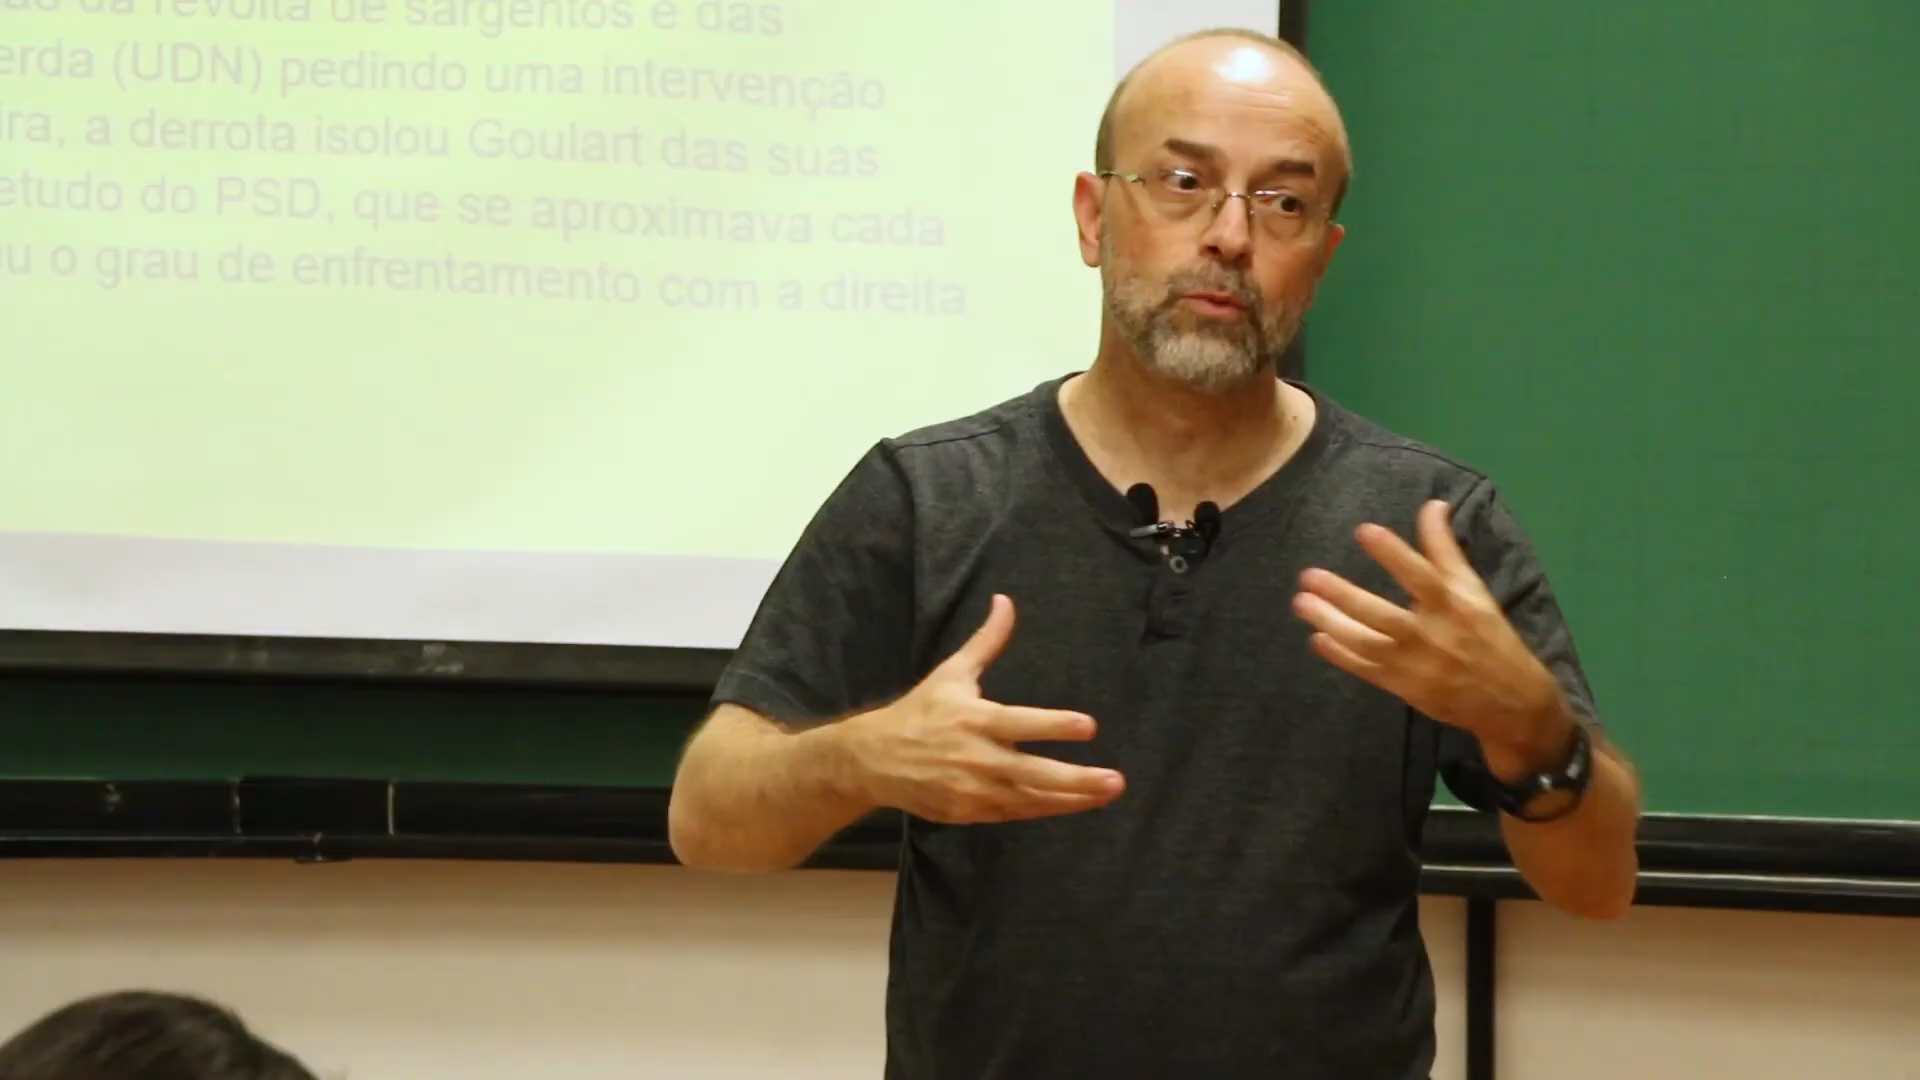 da revolta de sargentos e das
erda (UDN) pedindo uma intervenção
ira, a derrota isolou Goulart das suas
etudo do PSD, que se aproximava cada
u o grau de enfrentamento com a direita